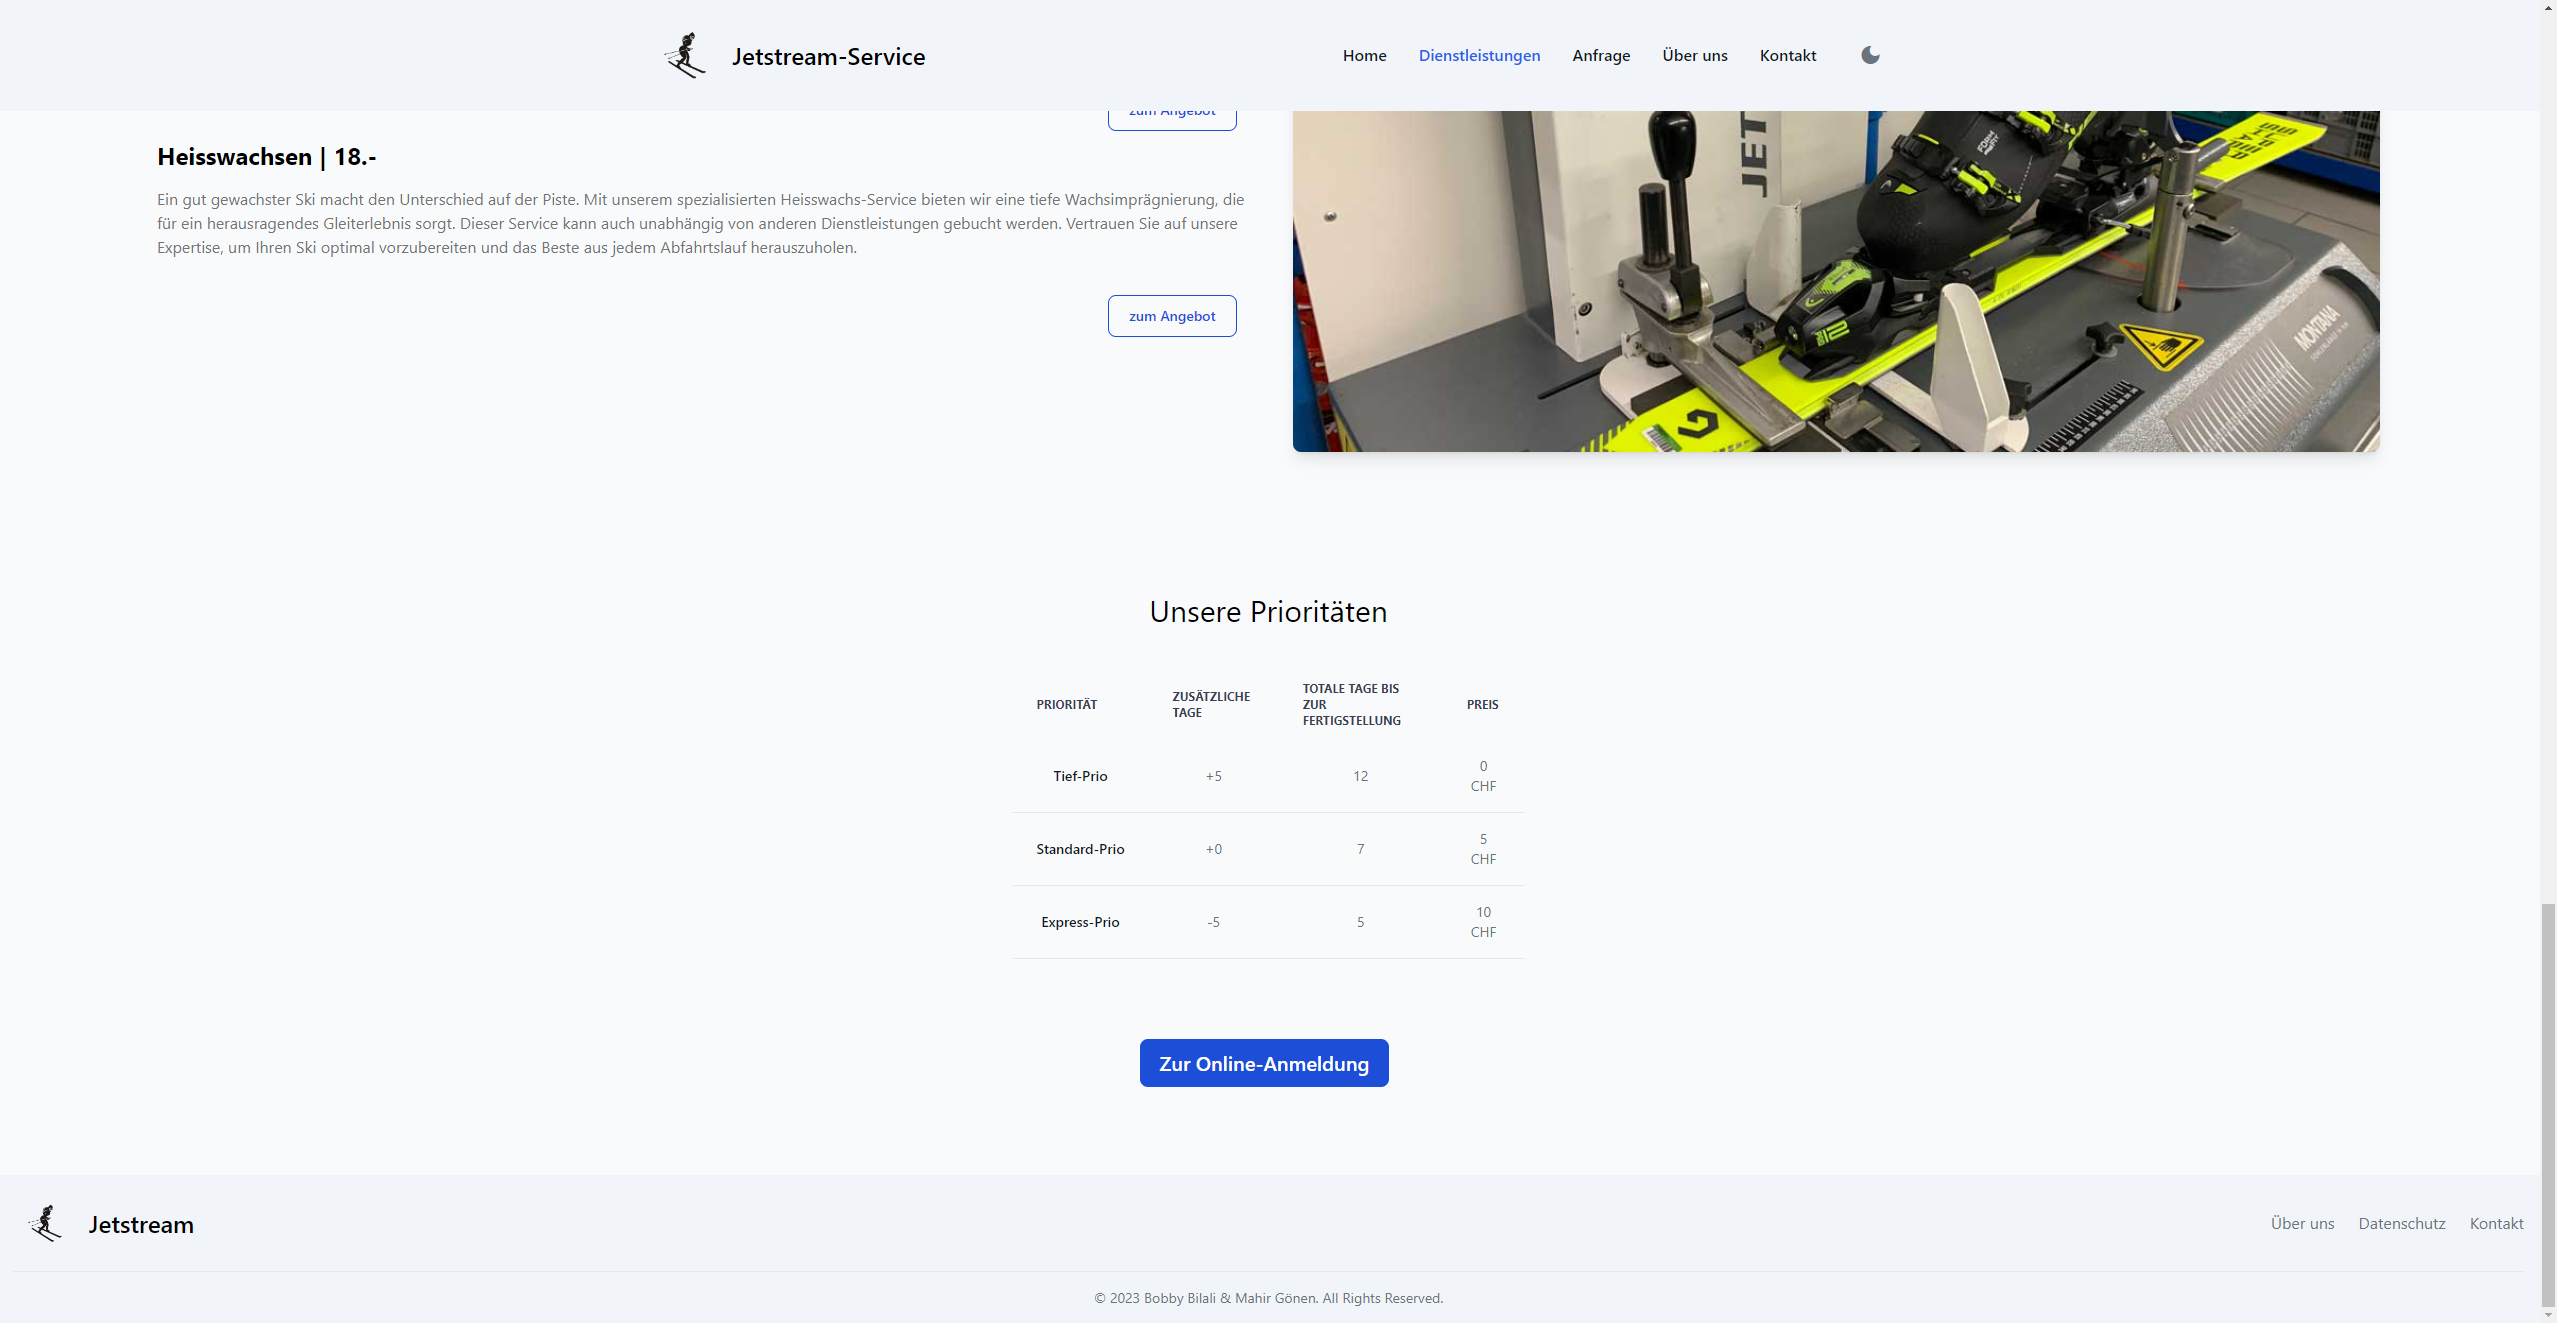 Jetstream-Service
Home Dienstleistungen Anfrage Über uns Kontakt
zum Angebot
Heisswachsen | 18.-
Ein gut gewachster Ski macht den Unterschied auf der Piste. Mit unserem spezialisierten Heisswachs-Service bieten wir eine tiefe Wachsimprägnierung, die
für ein herausragendes Gleiterlebnis sorgt. Dieser Service kann auch unabhängig von anderen Dienstleistungen gebucht werden. Vertrauen Sie auf unsere
Expertise, um Ihren Ski optimal vorzubereiten und das Beste aus jedem Abfahrtslauf herauszuholen.
zum Angebot
JET
FORM
FIT
MONTANA
12
Unsere Prioritäten
PRIORITÄT
ZUSÄTZLICHE
TAGE
TOTALE TAGE BIS
ZUR
FERTIGSTELLUNG
PREIS
Tief-Prio +5 12 0
CHF
Standard-Prio +0 7 5
CHF
Express-Prio -5 5 10
CHF
Zur Online-Anmeldung
Jetstream
Über uns Datenschutz Kontakt
© 2023 Bobby Bilali & Mahir Gönen. All Rights Reserved.